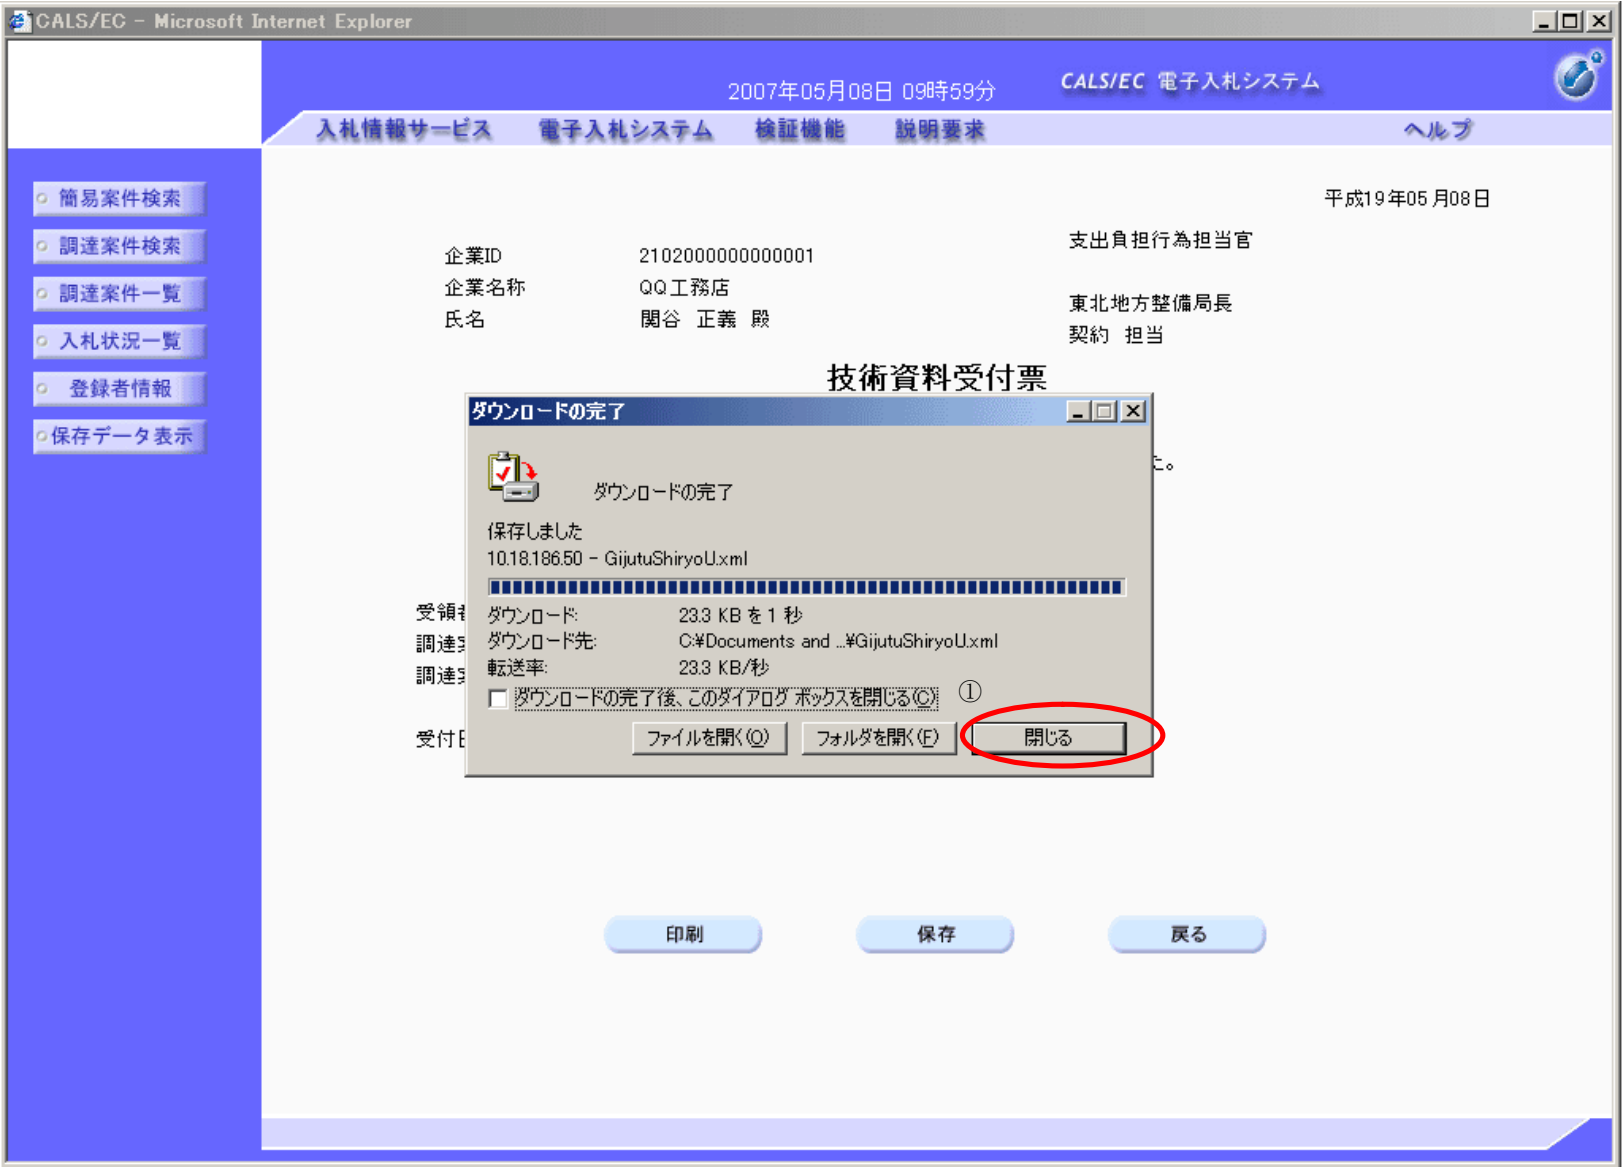 CALS/EC - Microsoft Internet Explorer
2007年05月08日 09時59分
CALS/EC 電子入札システム
入札情報サービス 電子入札システム 検証機能 説明要求 ヘルプ
簡易案件検索
調達案件検索
調達案件一覧
入札状況一覧
登録者情報
保存データ表示
平成19年05月08日
企業ID 2102000000000001
企業名称 QQ工務店
氏名 関谷 正義 殿
支出負担行為担当官
東北地方整備局長
契約 担当
技術資料受付票
た。
ダウンロードの完了
ダウンロードの完了
保存しました
10.18.186.50 - GijutuShiryoU.xml
受領
ダウンロード: 23.3 KB を 1 秒
調達
ダウンロード先: C:¥Documents and ...¥GijutuShiryoU.xml
調達
転送率: 23.3 KB/秒
ダウンロードの完了後、このダイアログ ボックスを閉じる(C)
①
受付
ファイルを開く(O) フォルダを開く(F) 閉じる
印刷 保存 戻る